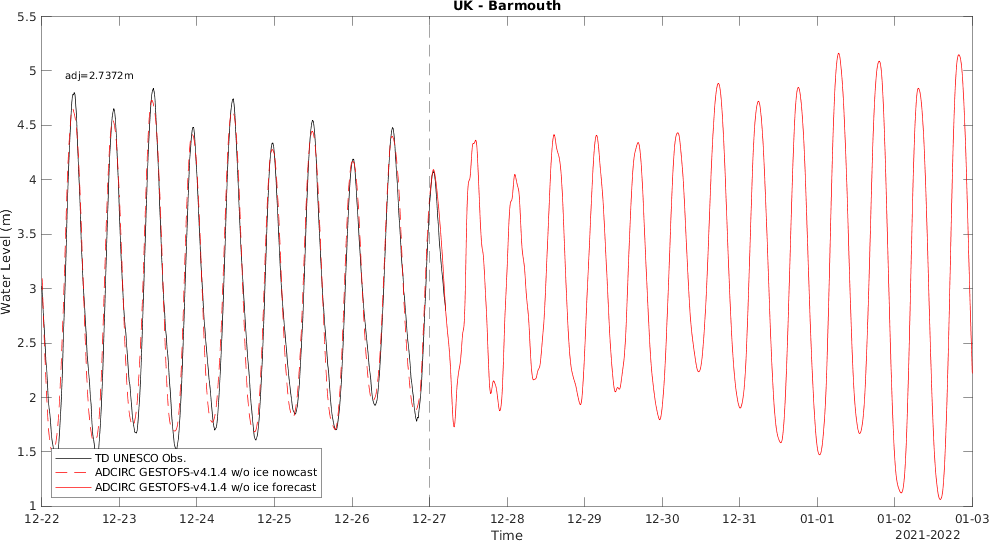 UK - Barmouth
adj=2.7372m
Water Level (m)
5.5
5
4.5
4
3.5
3
2.5
2
1.5
1
TD UNESCO Obs.
ADCIRC GESTOFS-v4.1.4 w/o ice nowcast
ADCIRC GESTOFS-v4.1.4 w/o ice forecast
12-22 12-23 12-24 12-25 12-26 12-27 12-28 12-29 12-30 12-31 01-01 01-02 01-03
Time
2021-2022